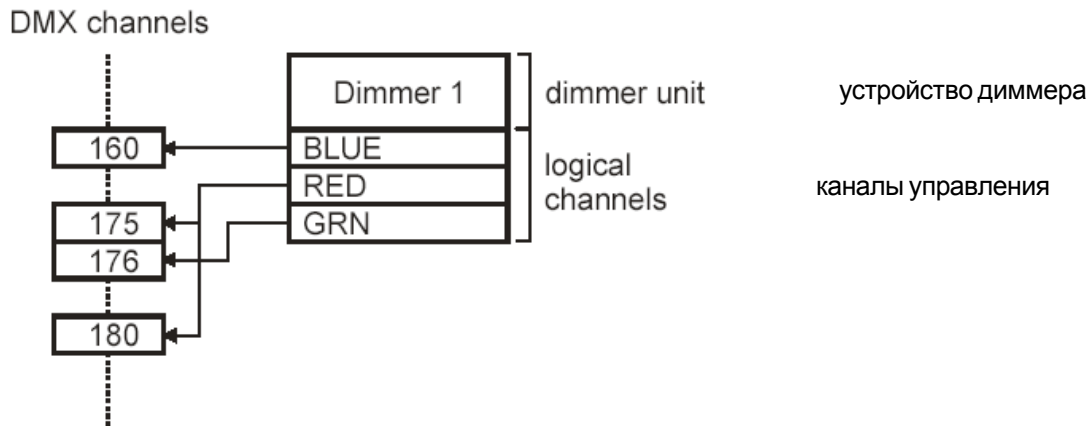 DMX channels
Dimmer 1
dimmer unit
устройство диммера
160
BLUE
logical
channels
RED
каналы управления
175
GRN
176
180